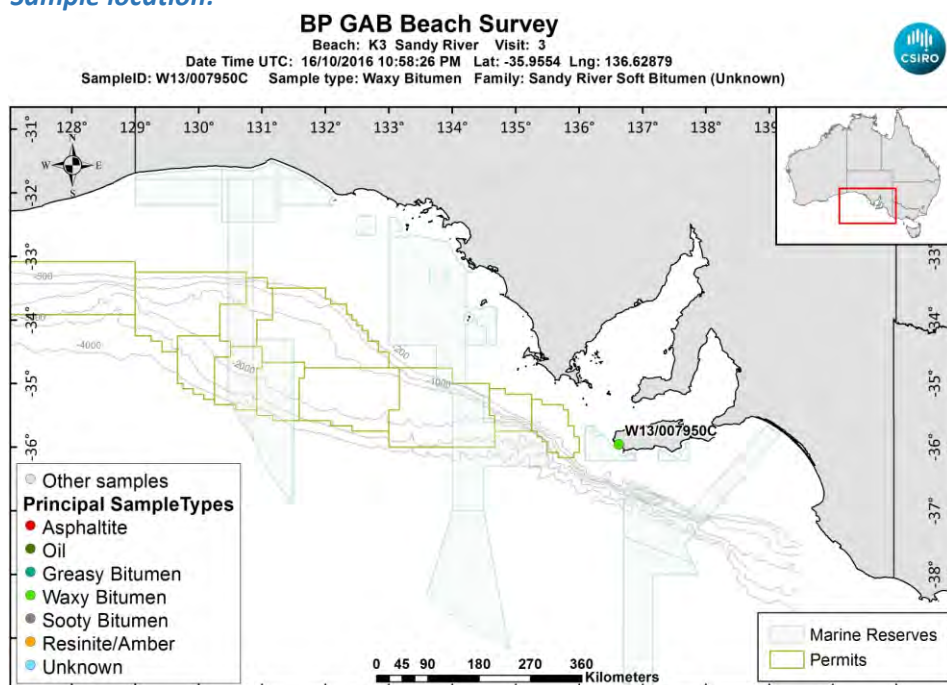 Sample location:
BP GAB Beach Survey
Beach: K3 Sandy River Visit: 3
Date Time UTC: 16/10/2016 10:58:26 PM Lat: -35.9554 Lng: 136.62879
SampleID: W13/007950C Sample type: Waxy Bitumen Family: Sandy River Soft Bitumen (Unknown)
CSIRO
128° 129° 130° 131° 132° 133° 134° 135° 136° 137° 138° 139
-31°
-32°
-33°
-34°
-35°
-36°
-37°
-38°
-31°
-32°
-33°
-34°
-35°
-36°
-37°
-38°
N
W E
S
-4000
-2000
-200
-1000
W13/007950C
Other samples
Principal SampleTypes
Asphaltite
Oil
Greasy Bitumen
Waxy Bitumen
Sooty Bitumen
Resinite/Amber
Unknown
0 45 90 180 270 360
Kilometers
Marine Reserves
Permits